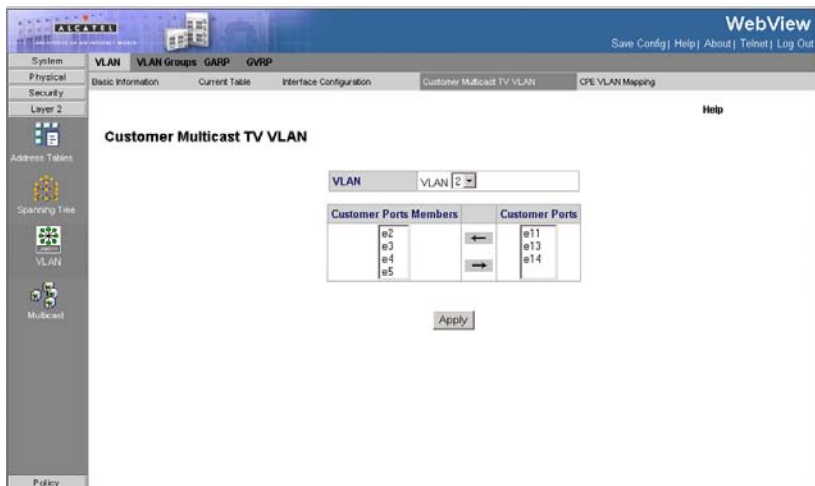 ALCATEL
WebView
Save Config| Help| About| Telnet| Log Out
System
Physical
Security
Layer 2
Address Tables
Spanning Tree
VLAN
Multicast
Policy
VLAN VLAN Groups GARP GVRP
Basic Information Current Table Interface Configuration Customer Multicast TV VLAN CPE VLAN Mapping
Help
Customer Multicast TV VLAN
VLAN VLAN 2
Customer Ports Members Customer Ports
e2
e3
e4
e5
e11
e13
e14
Apply